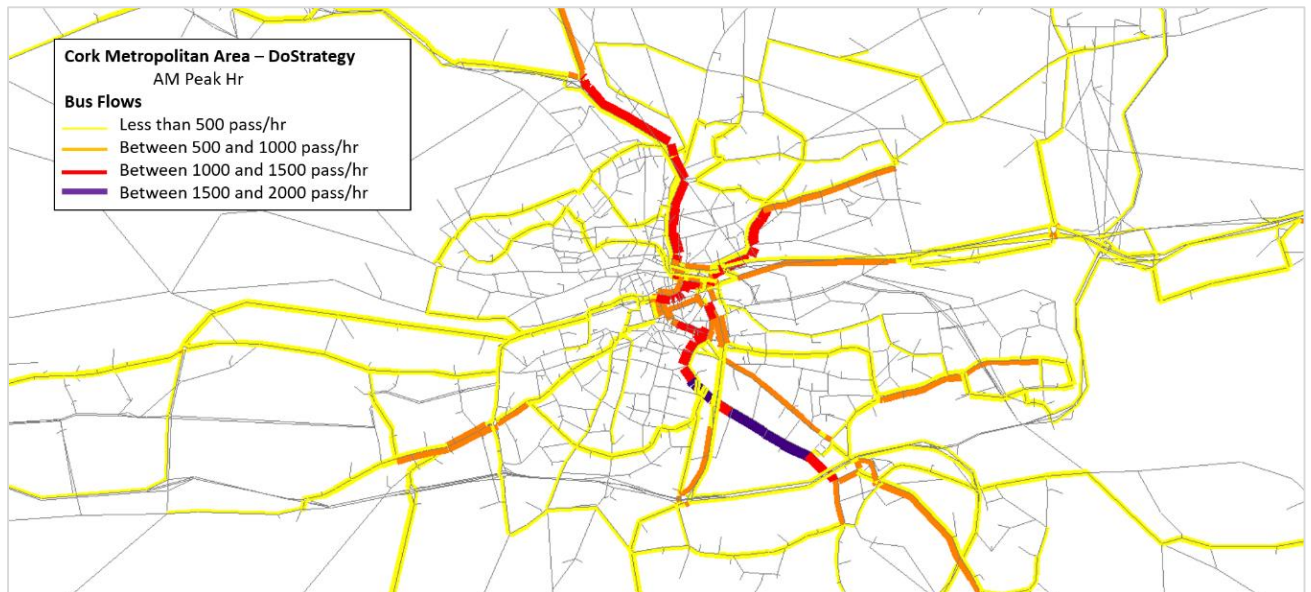 Cork Metropolitan Area – DoStrategy
AM Peak Hr
Bus Flows
Less than 500 pass/hr
Between 500 and 1000 pass/hr
Between 1000 and 1500 pass/hr
Between 1500 and 2000 pass/hr